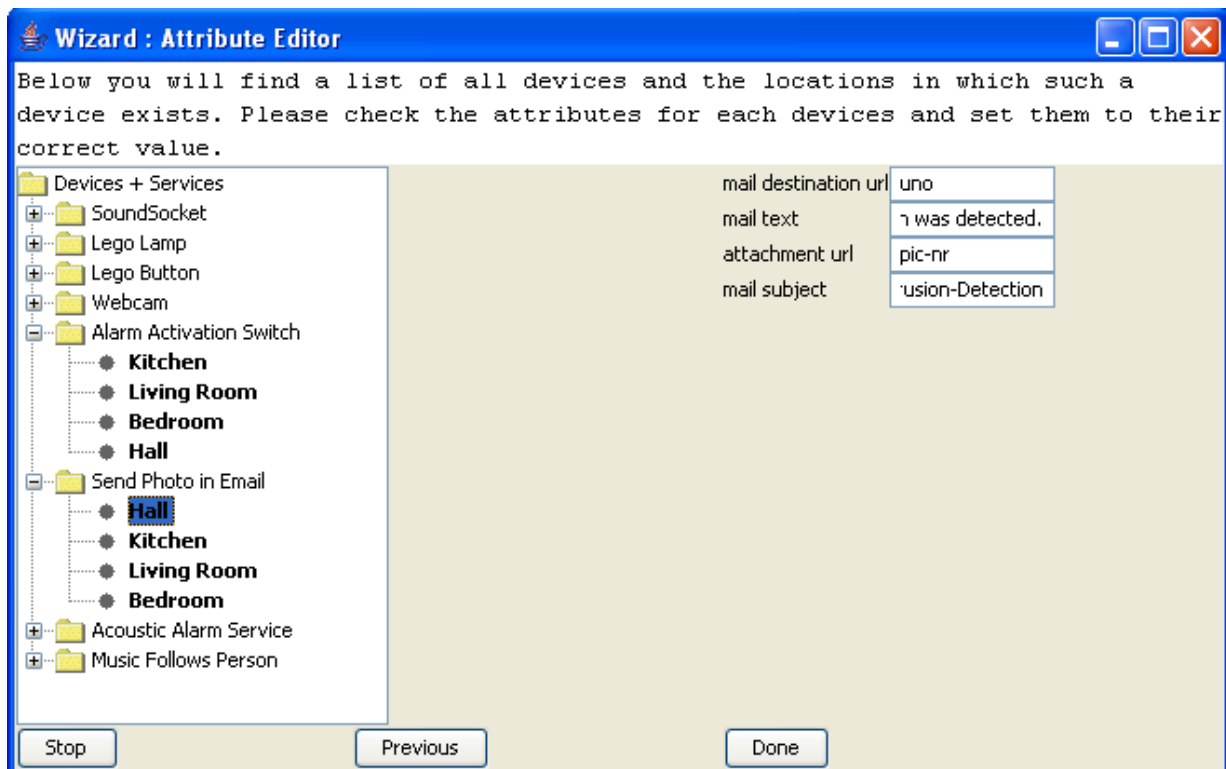 Wizard : Attribute Editor
Below you will find a list of all devices and the locations in which such a
device exists. Please check the attributes for each devices and set them to their
correct value.
Devices + Services
SoundSocket
Lego Lamp
Lego Button
Webcam
Alarm Activation Switch
Kitchen
Living Room
Bedroom
Hall
Send Photo in Email
Hall
Kitchen
Living Room
Bedroom
Acoustic Alarm Service
Music Follows Person
mail destination url uno
mail text was detected.
attachment url pic-nr
mail subject usion-Detection
Stop Previous Done